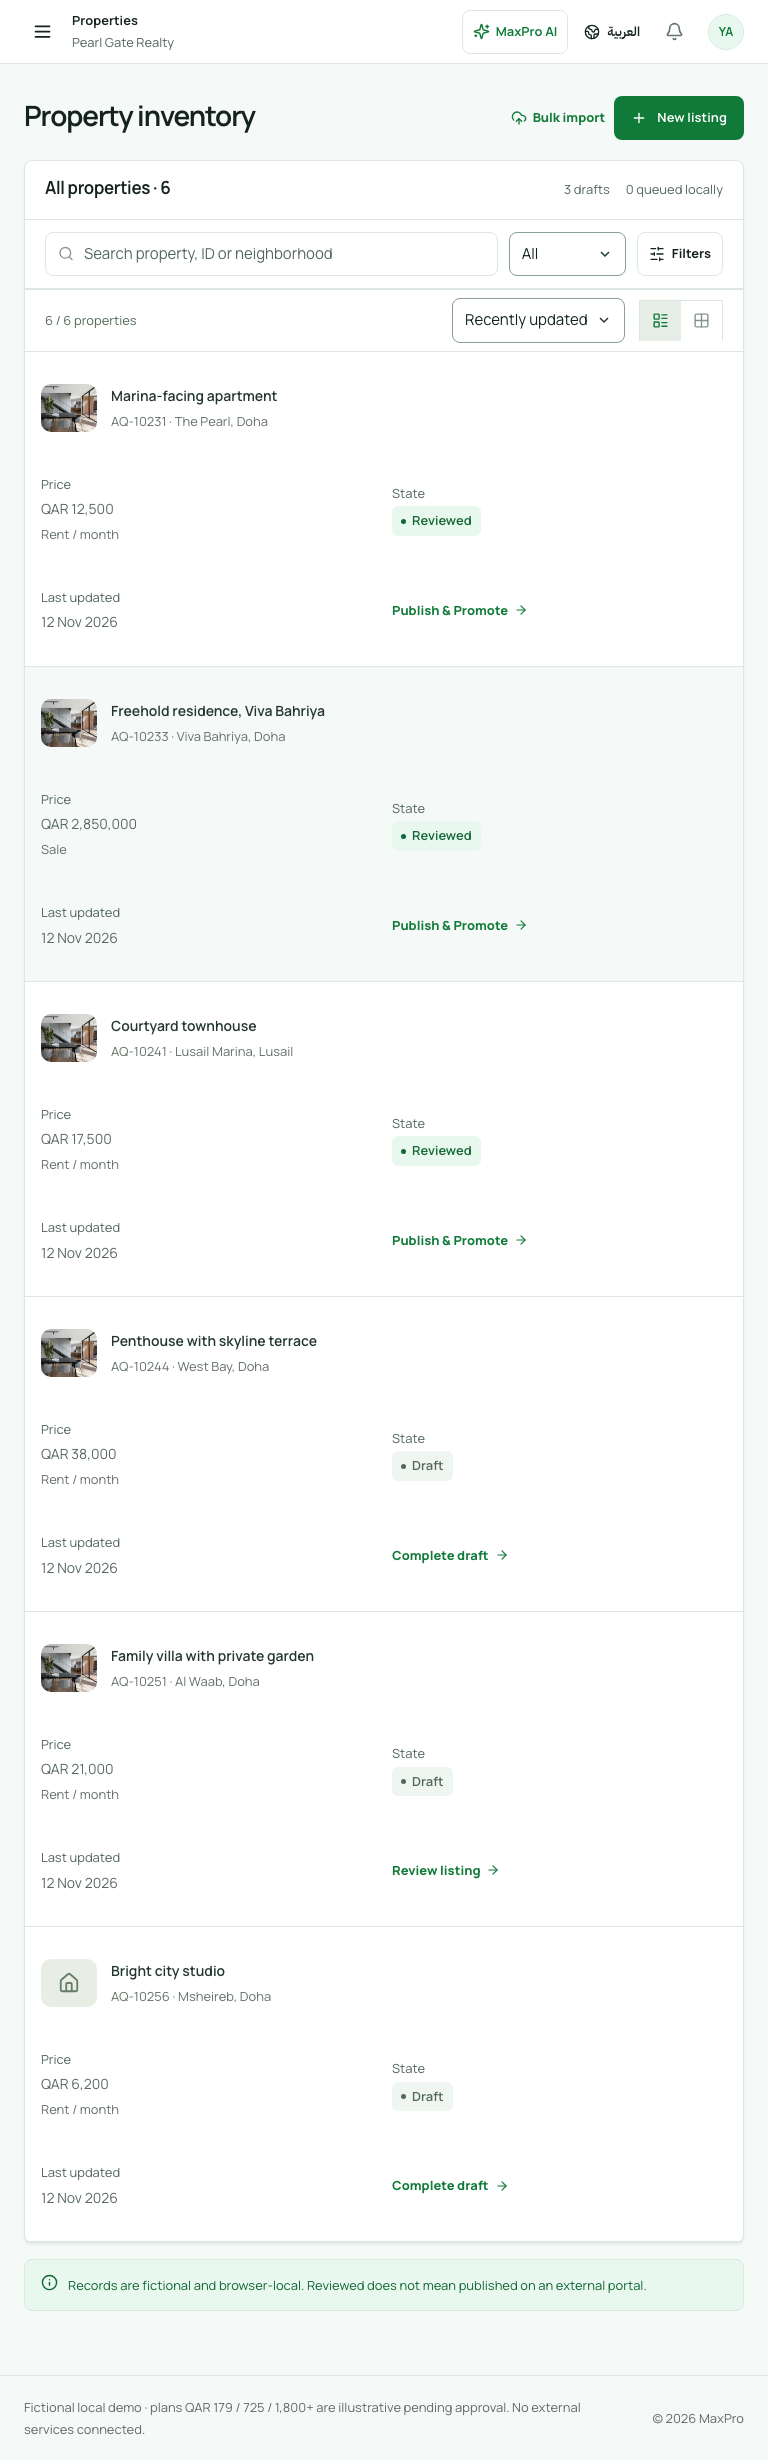 Properties
Pearl Gate Realty
MaxPro AI
العربية
YA
Property inventory
Bulk import
New listing
All properties · 6
3 drafts
0 queued locally
Search property, ID or neighborhood
All
Filters
6 / 6 properties
Recently updated
Marina-facing apartment
AQ-10231 · The Pearl, Doha
Price
QAR 12,500
Rent / month
State
Reviewed
Last updated
12 Nov 2026
Publish & Promote
Freehold residence, Viva Bahriya
AQ-10233 · Viva Bahriya, Doha
Price
QAR 2,850,000
Sale
State
Reviewed
Last updated
12 Nov 2026
Publish & Promote
Courtyard townhouse
AQ-10241 · Lusail Marina, Lusail
Price
QAR 17,500
Rent / month
State
Reviewed
Last updated
12 Nov 2026
Publish & Promote
Penthouse with skyline terrace
AQ-10244 · West Bay, Doha
Price
QAR 38,000
Rent / month
State
Draft
Last updated
12 Nov 2026
Complete draft
Family villa with private garden
AQ-10251 · Al Waab, Doha
Price
QAR 21,000
Rent / month
State
Draft
Last updated
12 Nov 2026
Review listing
Bright city studio
AQ-10256 · Msheireb, Doha
Price
QAR 6,200
Rent / month
State
Draft
Last updated
12 Nov 2026
Complete draft
Records are fictional and browser-local. Reviewed does not mean published on an external portal.
Fictional local demo · plans QAR 179 / 725 / 1,800+ are illustrative pending approval. No external
services connected.
© 2026 MaxPro